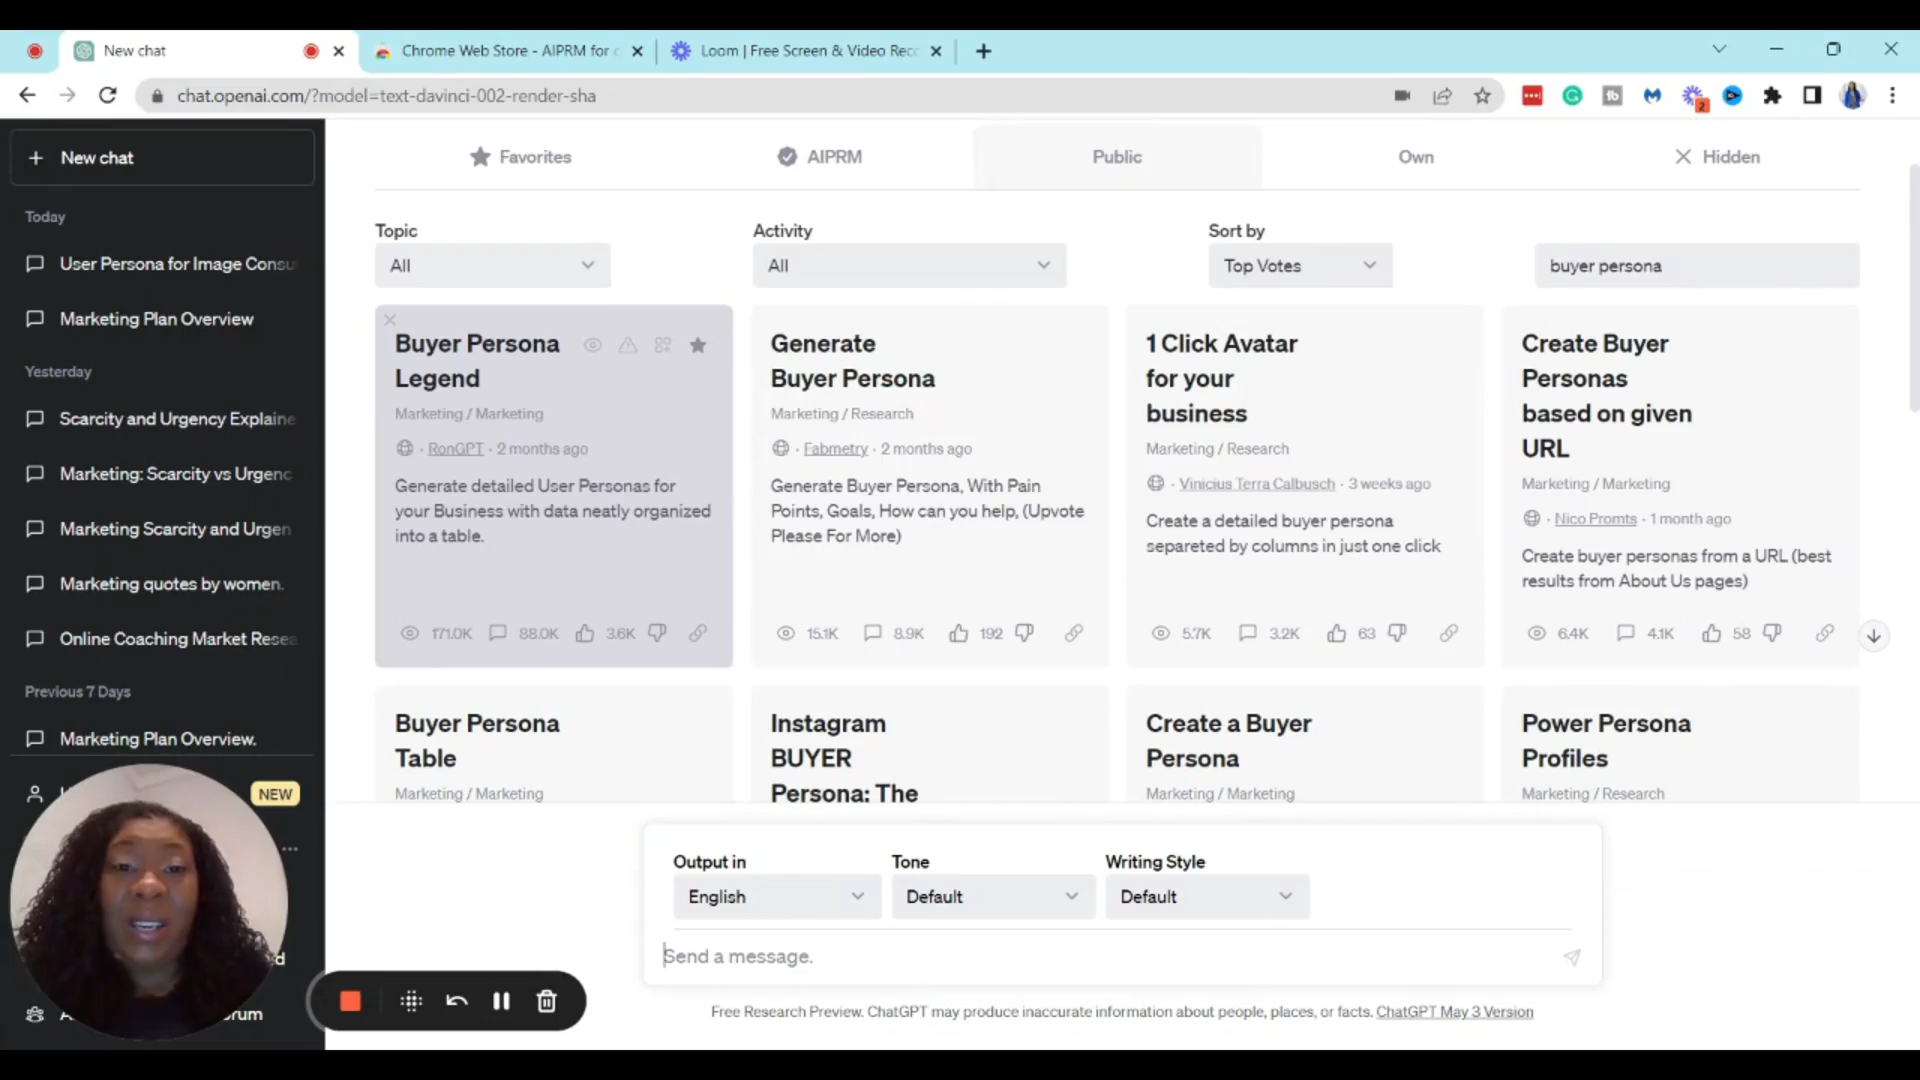 New chat
Chrome Web Store - AIPRM for
Loom | Free Screen & Video Rec
chat.openai.com/?model=text-davinci-002-render-sha
2
New chat
Today
User Persona for Image Consu
Marketing Plan Overview
Yesterday
Scarcity and Urgency Explaine
Marketing: Scarcity vs Urgenc
Marketing Scarcity and Urgen
Marketing quotes by women.
Online Coaching Market Resea
Previous 7 Days
Marketing Plan Overview.
NEW
Favorites
AIPRM
Public
Own
Hidden
Topic
Activity
Sort by
All
All
Top Votes
buyer persona
Buyer Persona
Legend
Marketing / Marketing
RonGPT · 2 months ago
Generate detailed User Personas for
your Business with data neatly organized
into a table.
171.0K 88.0K 3.6K
Generate
Buyer Persona
Marketing / Research
Fabmetry · 2 months ago
Generate Buyer Persona, With Pain
Points, Goals, How can you help, (Upvote
Please For More)
15.1K 8.9K 192
1 Click Avatar
for your
business
Marketing / Research
Vinicius Terra Calbusch · 3 weeks ago
Create a detailed buyer persona
separeted by columns in just one click
5.7K 3.2K 63
Create Buyer
Personas
based on given
URL
Marketing / Marketing
Nico Promts · 1 month ago
Create buyer personas from a URL (best
results from About Us pages)
6.4K 4.1K 58
Buyer Persona
Table
Marketing / Marketing
Instagram
BUYER
Persona: The
Create a Buyer
Persona
Marketing / Marketing
Power Persona
Profiles
Marketing / Research
Output in
Tone
Writing Style
English
Default
Default
Send a message.
Free Research Preview. ChatGPT may produce inaccurate information about people, places, or facts. ChatGPT May 3 Version